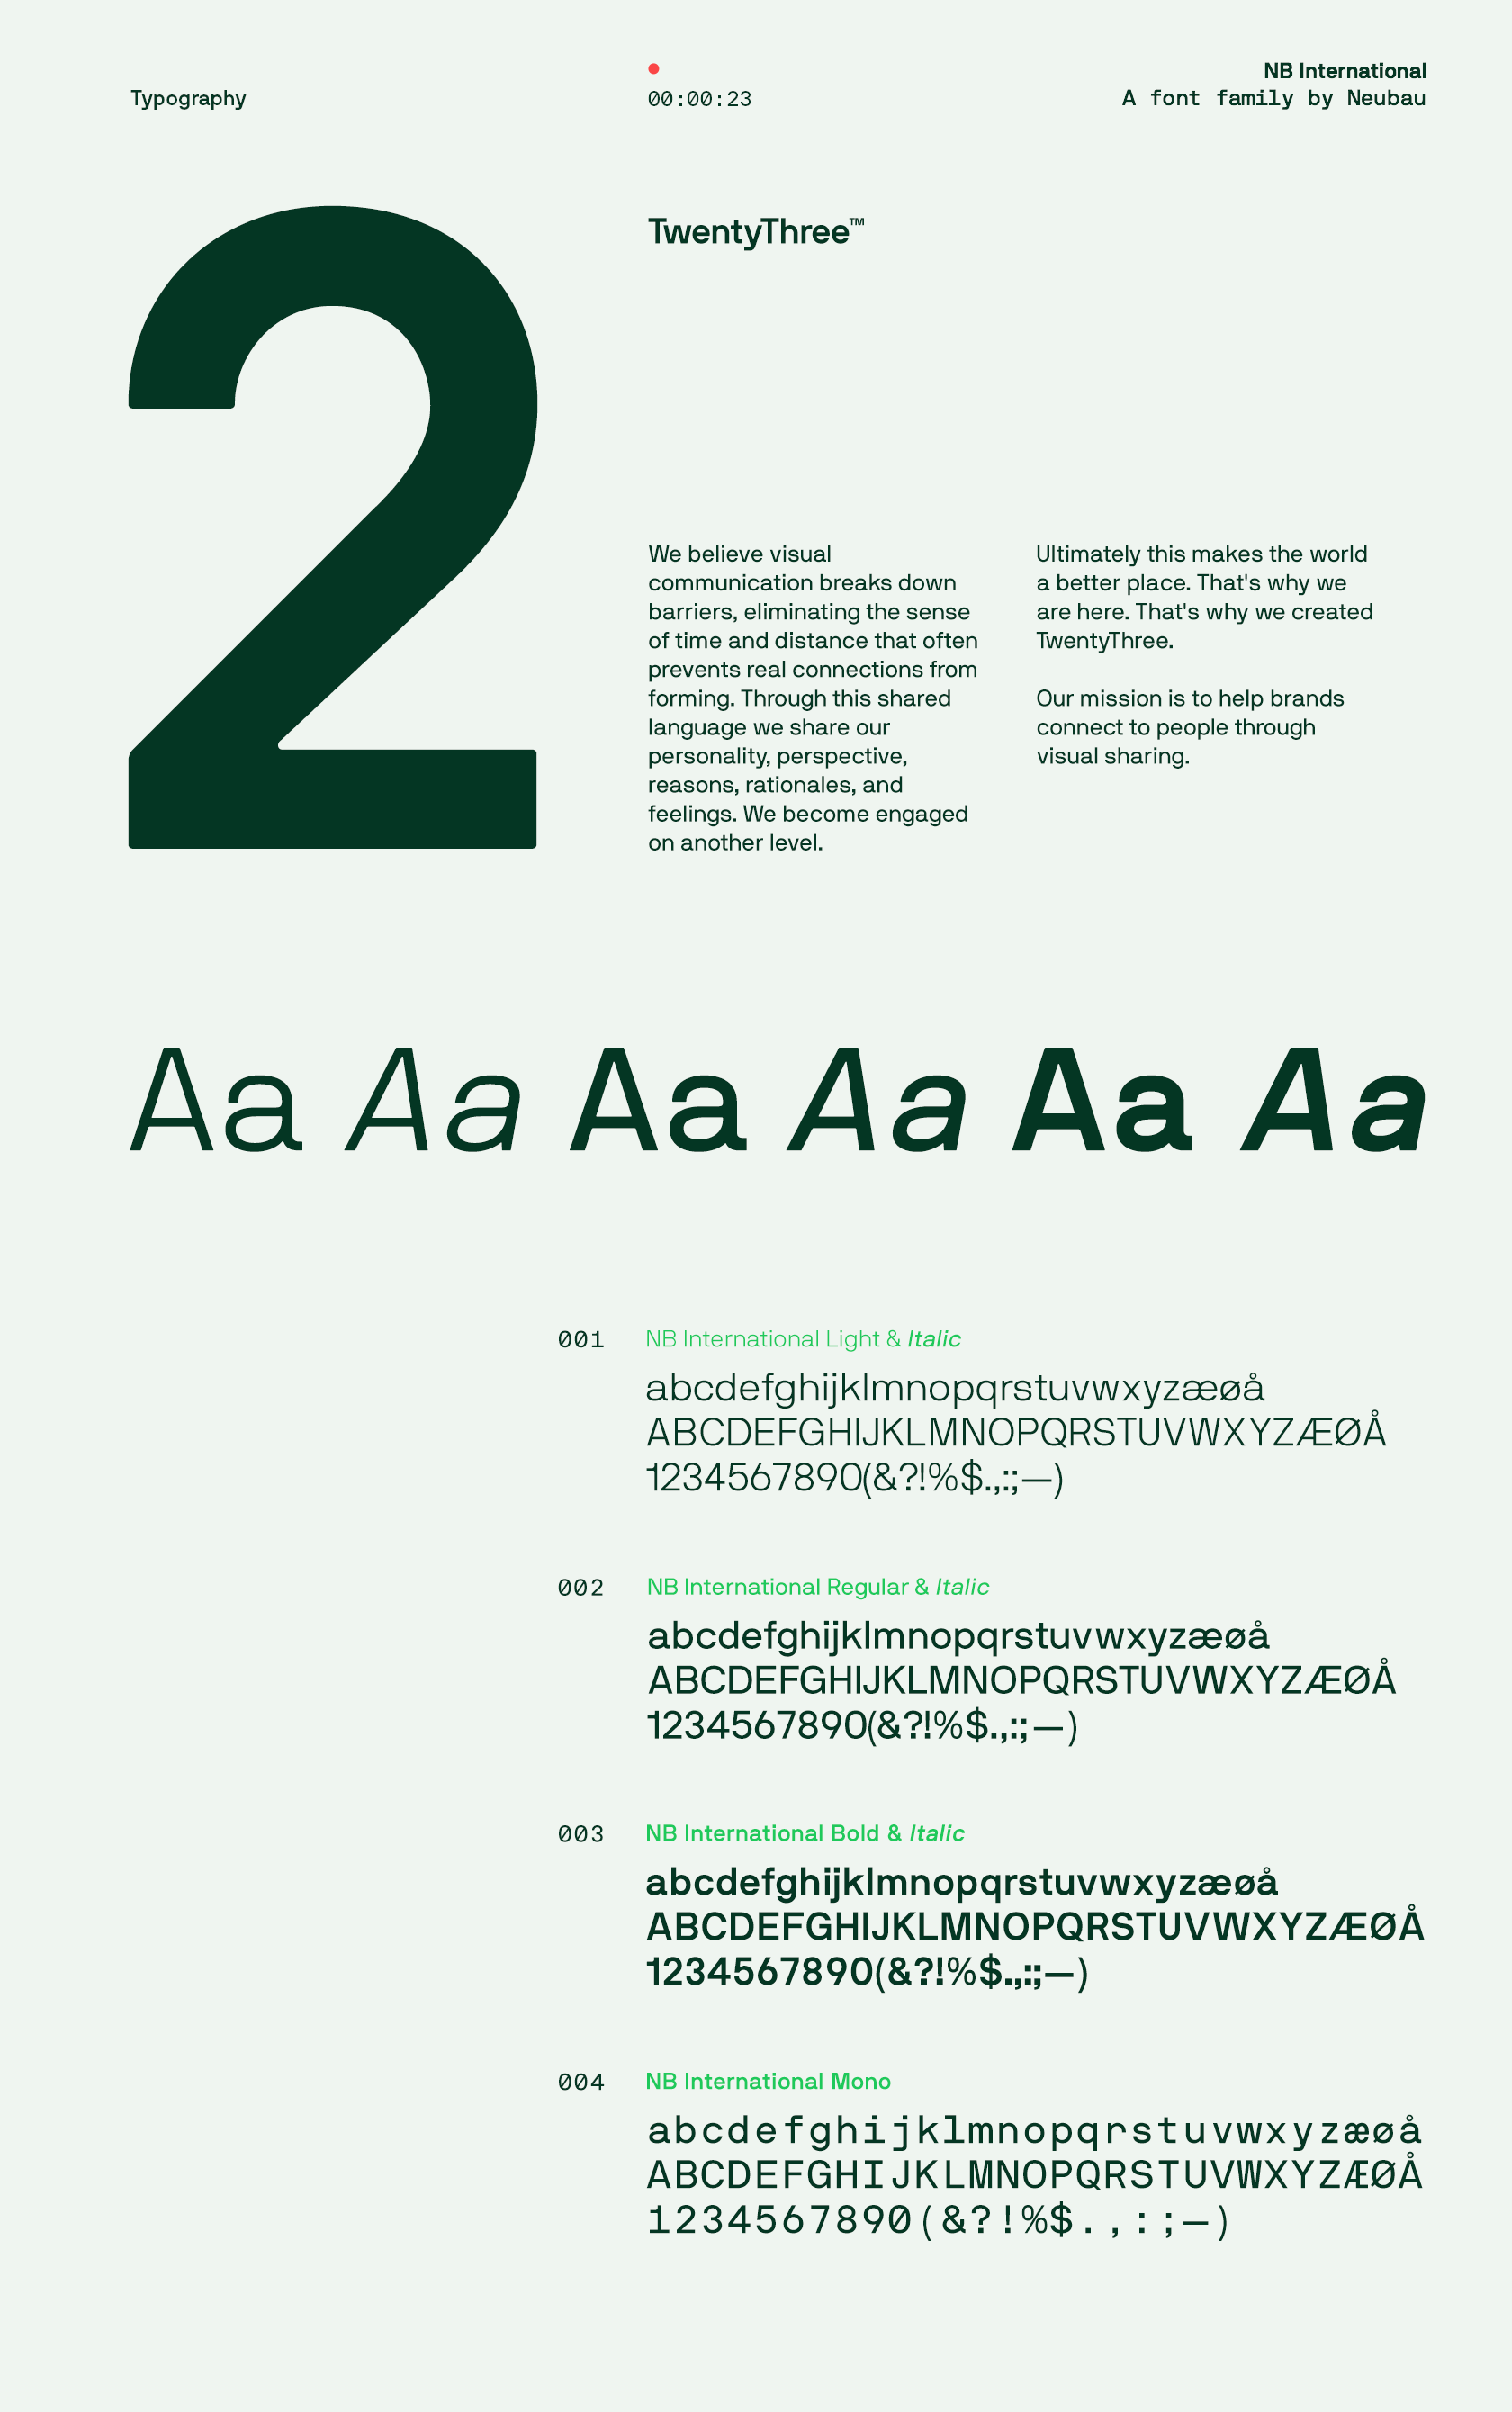 Typography
00:00:23
NB International
A font family by Neubau
2
TwentyThree™
We believe visual
communication breaks down
barriers, eliminating the sense
of time and distance that often
prevents real connections from
forming. Through this shared
language we share our
personality, perspective,
reasons, rationales, and
feelings. We become engaged
on another level.
Ultimately this makes the world
a better place. That's why we
are here. That's why we created
TwentyThree.
Our mission is to help brands
connect to people through
visual sharing.
Aa Aa Aa Aa Aa Aa
001 NB International Light & Italic
abcdefghijklmnopqrstuvwxyzæøå
ABCDEFGHIJKLMNOPQRSTUVWXYZÆØÅ
1234567890(&?!%$.,:;—)
002 NB International Regular & Italic
abcdefghijklmnopqrstuvwxyzæøå
ABCDEFGHIJKLMNOPQRSTUVWXYZÆØÅ
1234567890(&?!%$.,:;—)
003 NB International Bold & Italic
abcdefghijklmnopqrstuvwxyzæøå
ABCDEFGHIJKLMNOPQRSTUVWXYZÆØÅ
1234567890(&?!%$.,:;—)
004 NB International Mono
abcdefghijklmnopqrstuvwxyzæøå
ABCDEFGHIJKLMNOPQRSTUVWXYZÆØÅ
1234567890(&?!%$.,:;—)